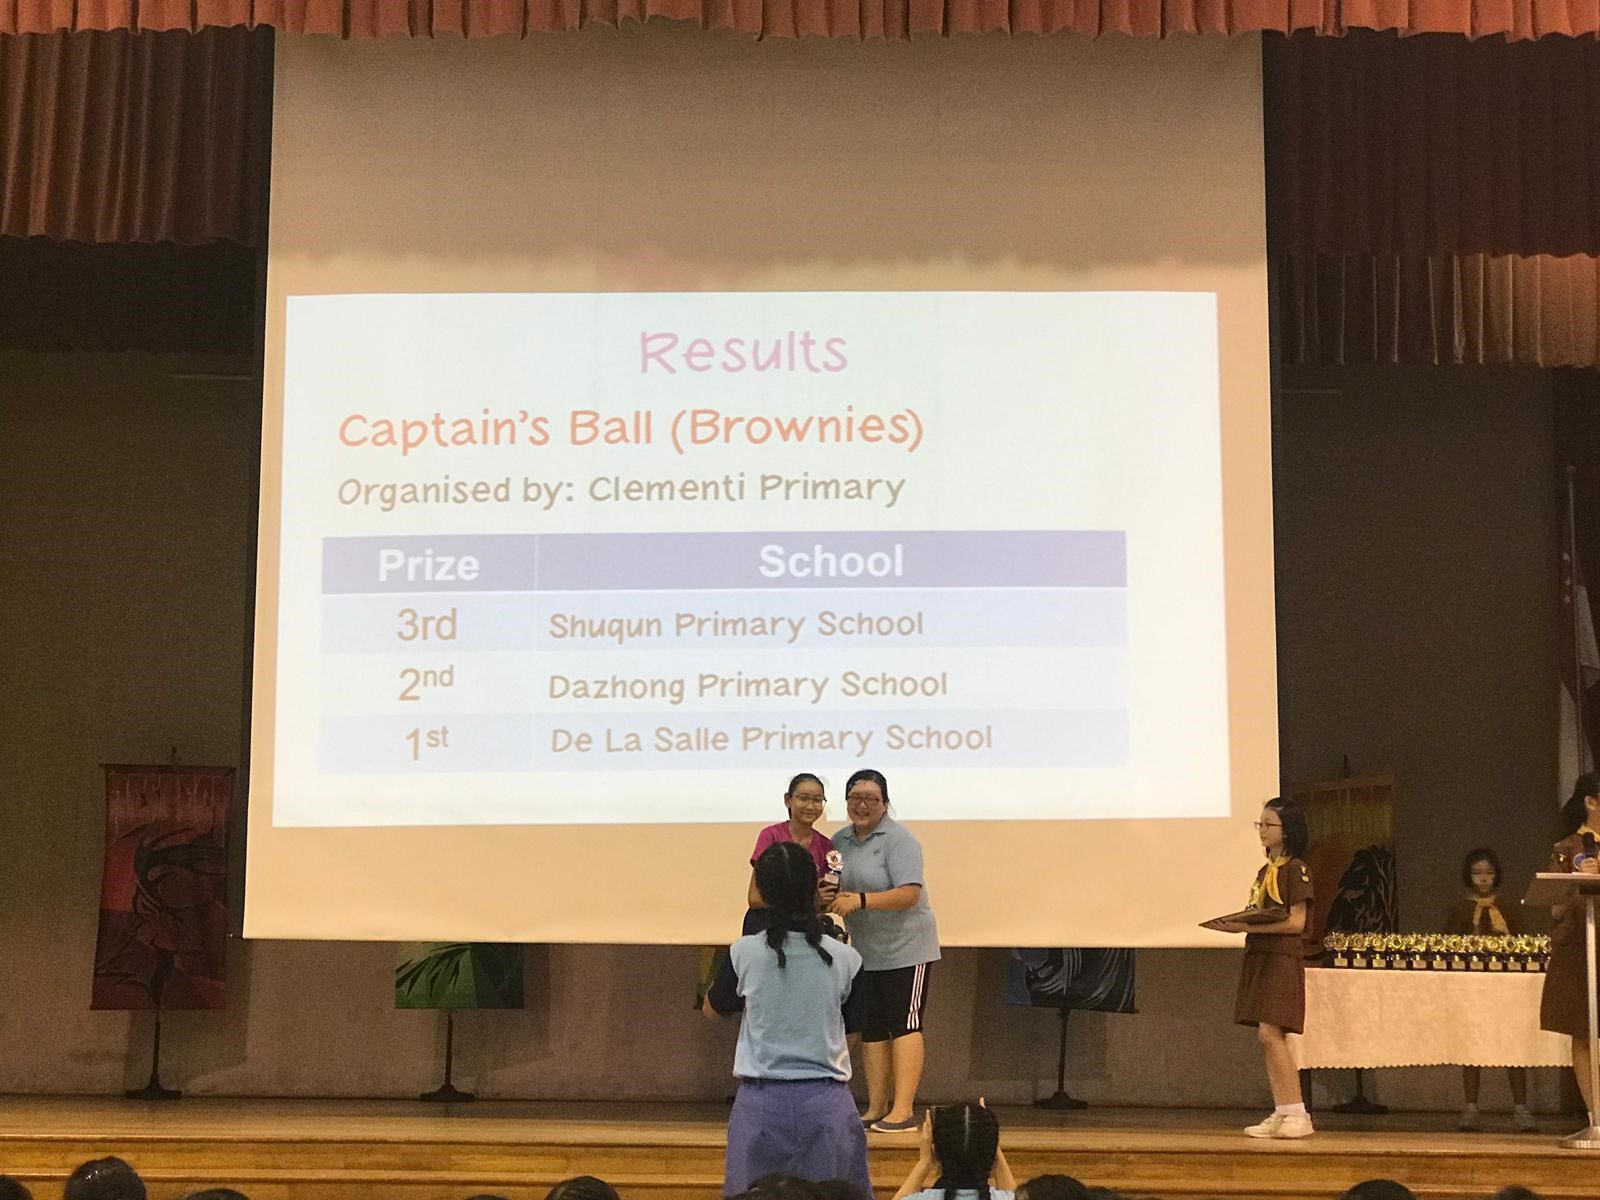 Results
Captain's Ball (Brownies)
Organised by: Clementi Primary
Prize School
3rd Shuqun Primary School
2nd Dazhong Primary School
1st De La Salle Primary School